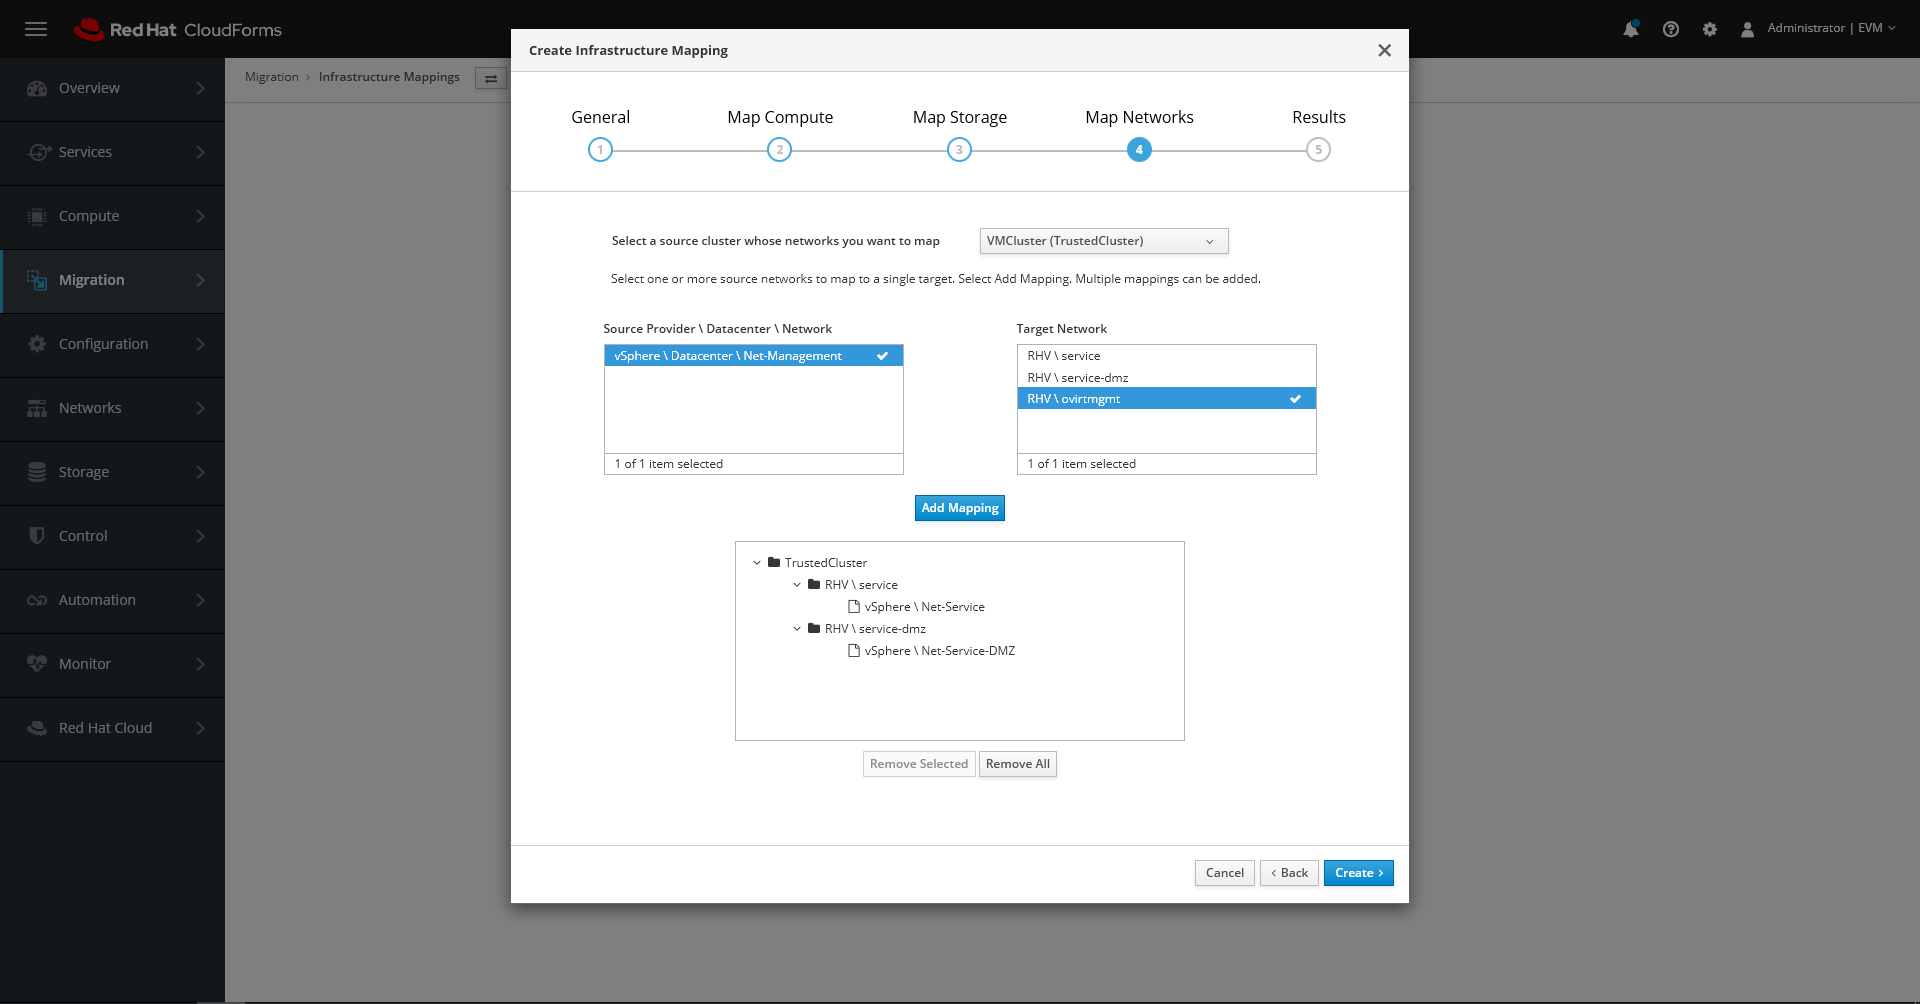 Red Hat CloudForms
Administrator | EVM
Overview
Services
Compute
Migration
Configuration
Networks
Storage
Control
Automation
Monitor
Red Hat Cloud
Migration > Infrastructure Mappings
Create Infrastructure Mapping
General Map Compute Map Storage Map Networks Results
1 2 3 4 5
Select a source cluster whose networks you want to map VMCluster (TrustedCluster)
Select one or more source networks to map to a single target. Select Add Mapping. Multiple mappings can be added.
Source Provider \ Datacenter \ Network
vSphere \ Datacenter \ Net-Management
1 of 1 item selected
Target Network
RHV \ service
RHV \ service-dmz
RHV \ ovirtmgmt
1 of 1 item selected
Add Mapping
TrustedCluster
RHV \ service
vSphere \ Net-Service
RHV \ service-dmz
vSphere \ Net-Service-DMZ
Remove Selected Remove All
Cancel < Back Create >